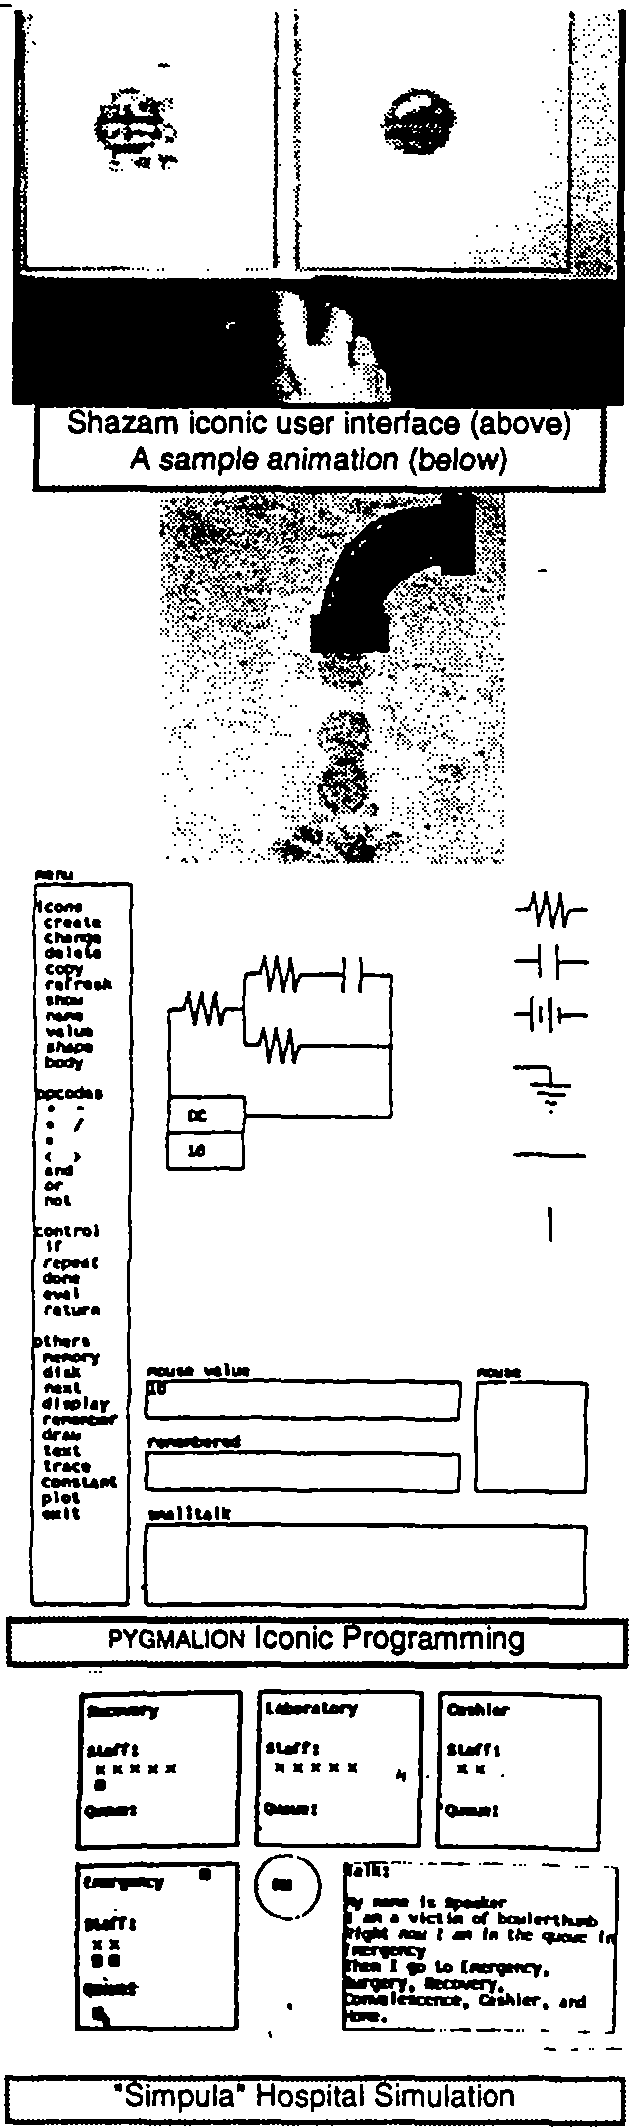 Shazam iconic user interface (above)
A sample animation (below)
menu
icons
create
change
delete
copy
refresh
show
name
value
shape
body
opcodes
+ -
* /
=
< >
and
or
not
control
if
repeat
done
eval
return
others
memory
disk
next
display
remember
draw
text
trace
constant
plot
exit
DC
10
mouse value
10
mouse
remembered
smalltalk
PYGMALION Iconic Programming
Recovery
Staff:
x x x x x
Queue:
Laboratory
Staff:
x x x x x
Queue:
Cashier
Staff:
x x
Queue:
Emergency
Staff:
x x
Queue:
Talk:
My name is Speaker
I am a victim of bowlerthumb
Right now I am in the queue in
Emergency
Then I go to Emergency,
Surgery, Recovery,
Convalescence, Cashier, and
Home.
"Simpula" Hospital Simulation